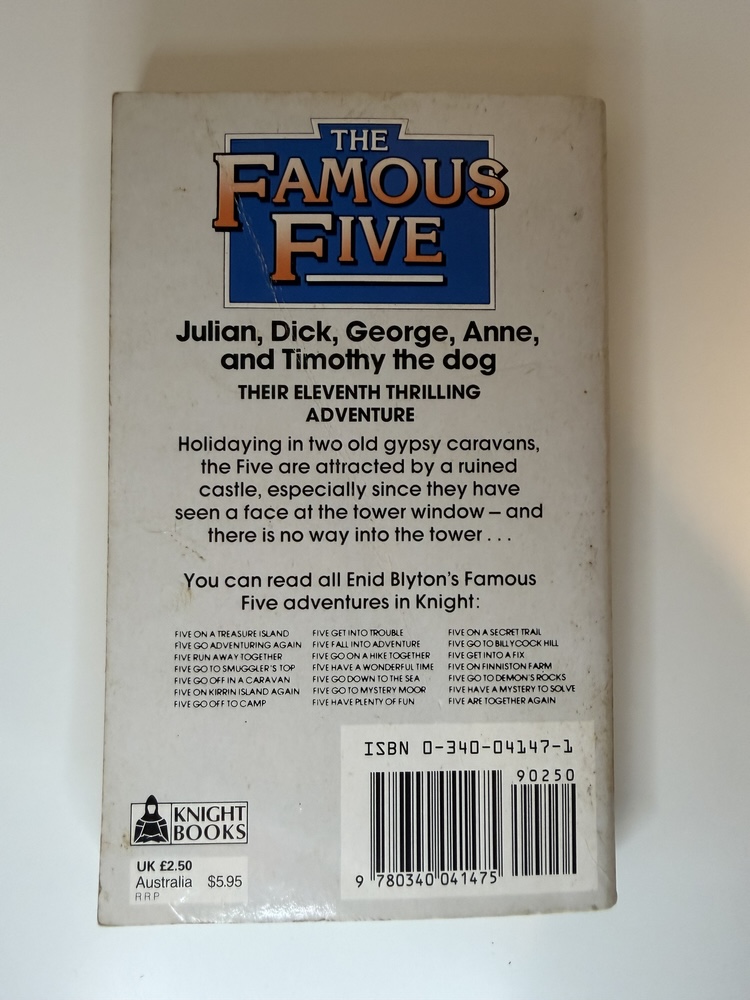 THE
FAMOUS
FIVE
Julian, Dick, George, Anne,
and Timothy the dog
THEIR ELEVENTH THRILLING
ADVENTURE
Holidaying in two old gypsy caravans,
the Five are attracted by a ruined
castle, especially since they have
seen a face at the tower window – and
there is no way into the tower . . .
You can read all Enid Blyton's Famous
Five adventures in Knight:
FIVE ON A TREASURE ISLAND
FIVE GO ADVENTURING AGAIN
FIVE RUN AWAY TOGETHER
FIVE GO TO SMUGGLER'S TOP
FIVE GO OFF IN A CARAVAN
FIVE ON KIRRIN ISLAND AGAIN
FIVE GO OFF TO CAMP
FIVE GET INTO TROUBLE
FIVE FALL INTO ADVENTURE
FIVE GO ON A HIKE TOGETHER
FIVE HAVE A WONDERFUL TIME
FIVE GO DOWN TO THE SEA
FIVE GO TO MYSTERY MOOR
FIVE HAVE PLENTY OF FUN
FIVE ON A SECRET TRAIL
FIVE GO TO BILLYCOCK HILL
FIVE GET INTO A FIX
FIVE ON FINNISTON FARM
FIVE GO TO DEMON'S ROCKS
FIVE HAVE A MYSTERY TO SOLVE
FIVE ARE TOGETHER AGAIN
ISBN 0-340-04147-1
90250
9 780340 041475
KNIGHT
BOOKS
UK £2.50
Australia $5.95
RRP